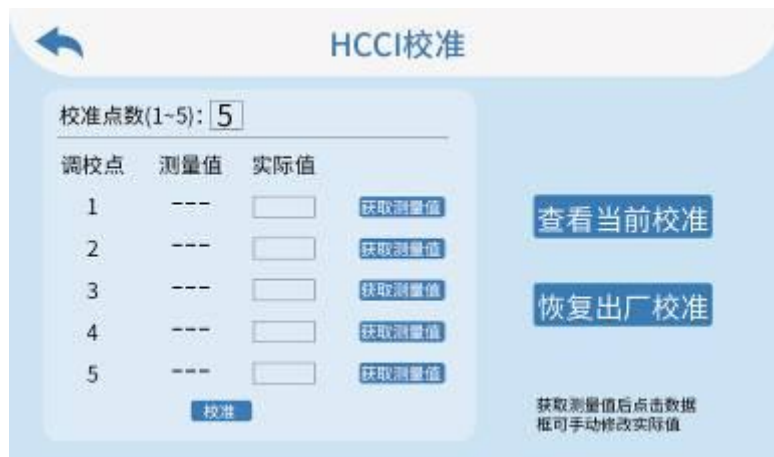 HCCI校准
校准点数(1~5): 5
调校点 测量值 实际值
1 --- 获取测量值
2 --- 获取测量值
3 --- 获取测量值
4 --- 获取测量值
5 --- 获取测量值
校准
查看当前校准
恢复出厂校准
获取测量值后点击数据
框可手动修改实际值